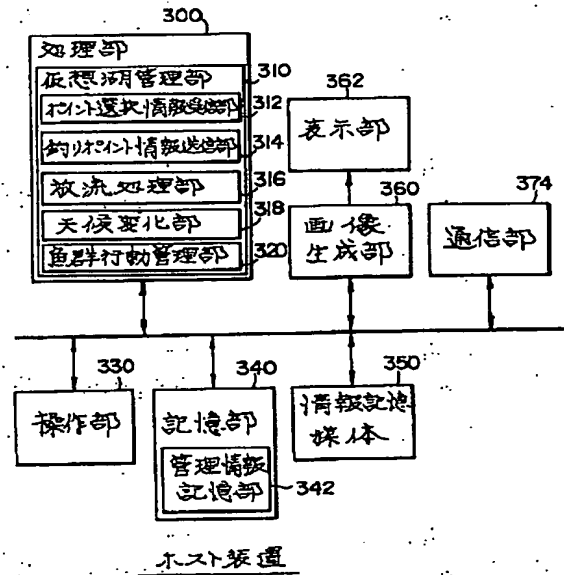 300
処理部
仮想湖管理部
310
ポイント選択情報受信部
312
釣りポイント情報送信部
314
放流処理部
316
天候変化部
318
魚群行動管理部
320
362
表示部
360
画像
生成部
374
通信部
330
操作部
340
記憶部
管理情報
記憶部
342
350
情報記憶
媒体
ホスト装置